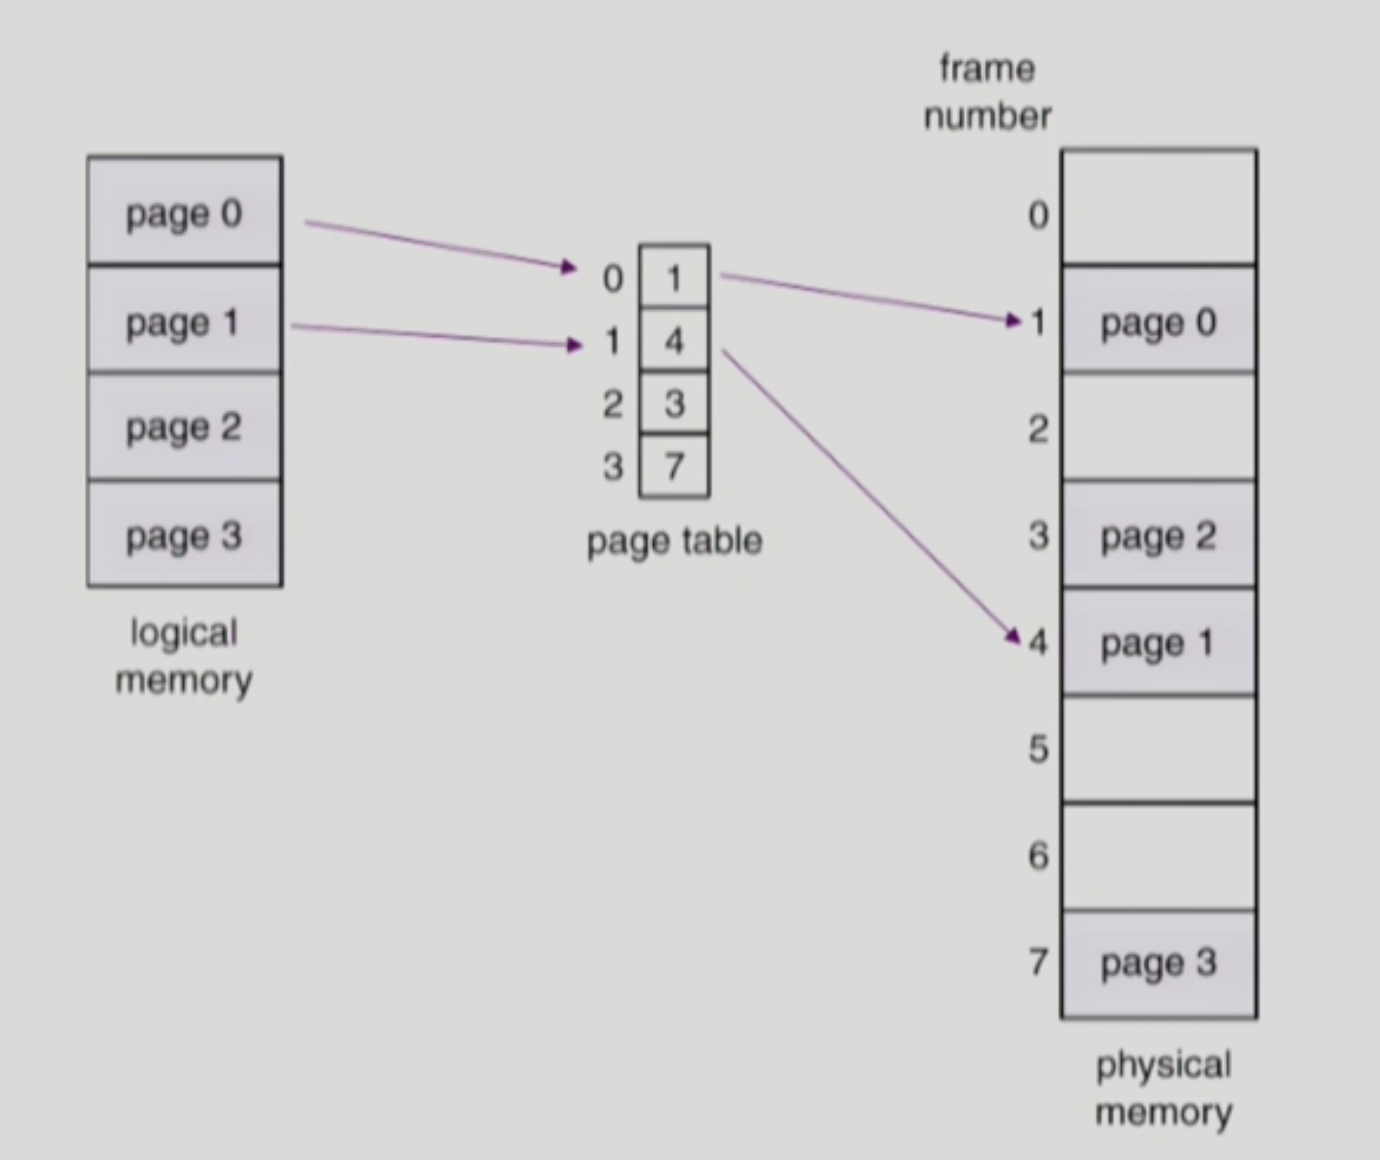 frame
number
page 0
page 1
page 2
page 3
logical
memory
0 1
1 4
2 3
3 7
page table
0
1 page 0
2
3 page 2
4 page 1
5
6
7 page 3
physical
memory